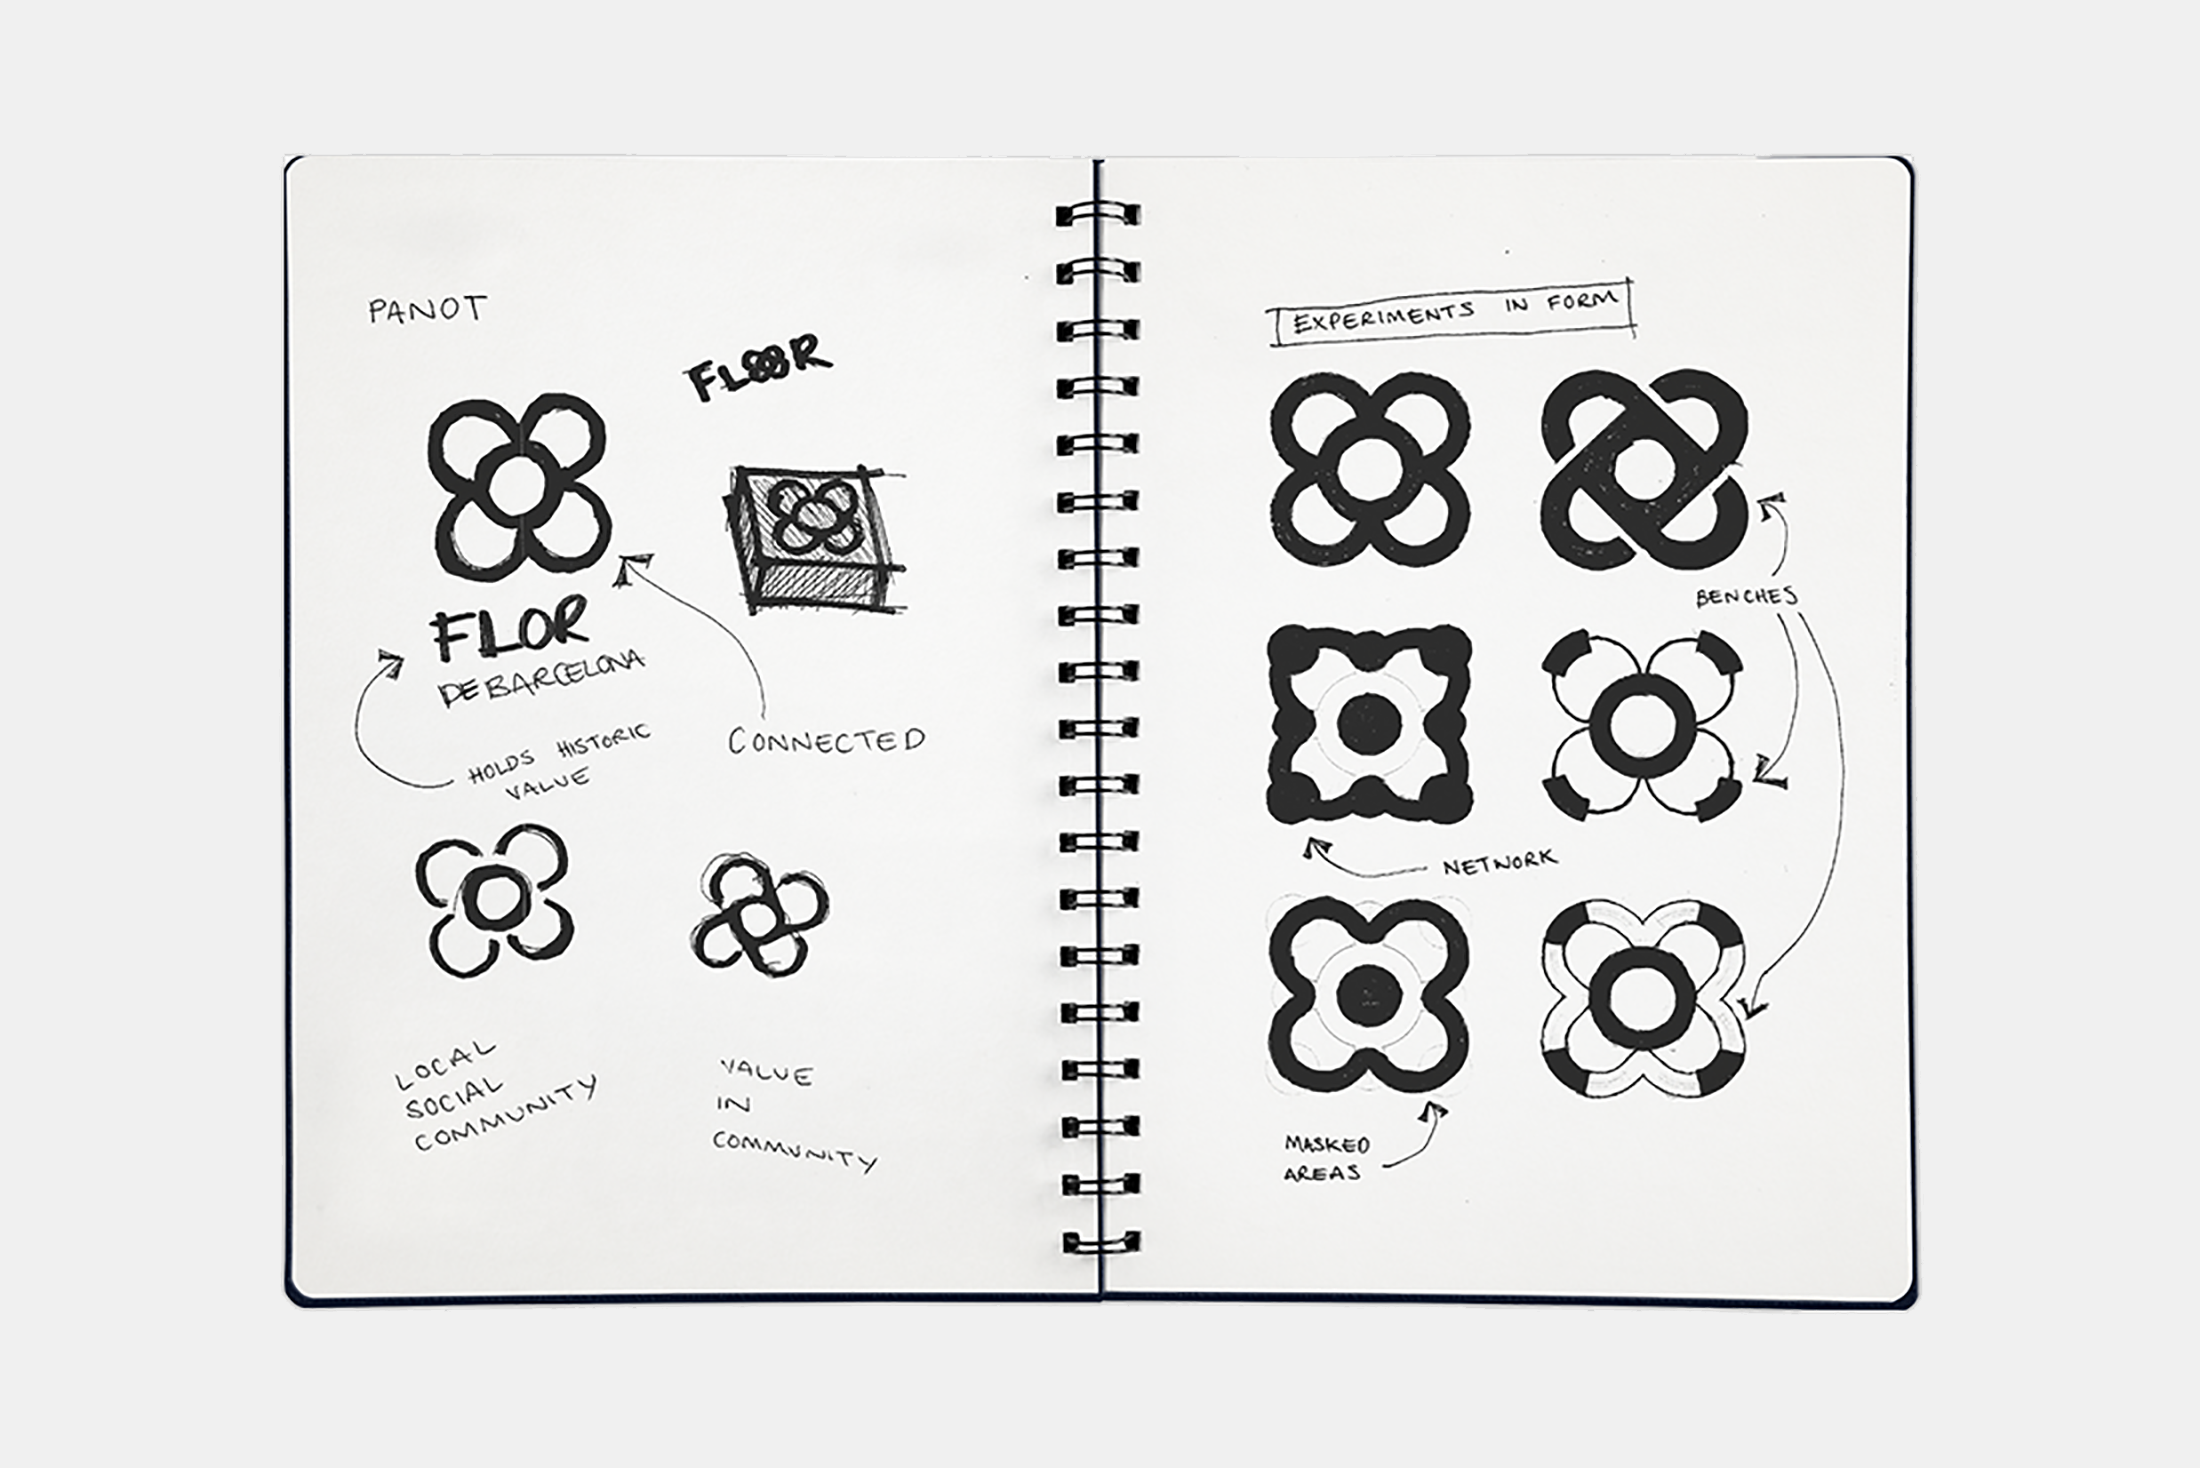 PANOT
FLOOR
FLOR
DE BARCELONA
HOLDS HISTORIC
VALUE
CONNECTED
LOCAL
SOCIAL
COMMUNITY
VALUE
IN
COMMUNITY
EXPERIMENTS IN FORM
BENCHES
NETWORK
MASKED
AREAS